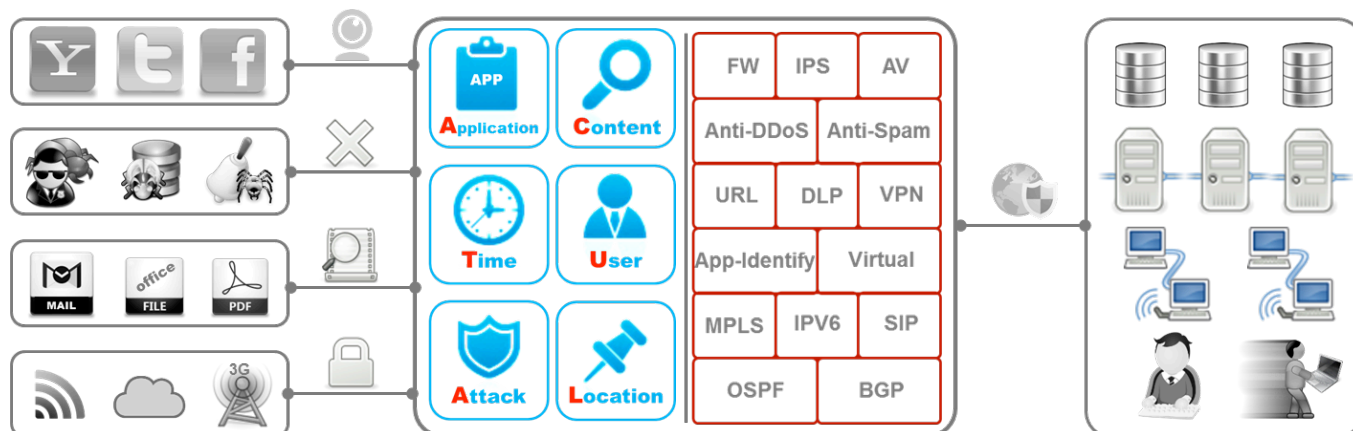 Y t f
APP
Application
Content
Time
User
Attack
Location
FW IPS AV
Anti-DDoS Anti-Spam
URL DLP VPN
App-Identify Virtual
MPLS IPV6 SIP
OSPF BGP
MAIL
office
FILE
PDF
3G